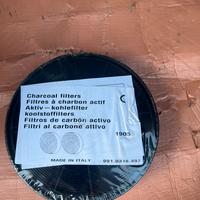 Charcoal filters
Filtres à charbon actif
Aktiv-kohlefilter
koolstoffilters
Filtros de carbón activo
Filtri al carbone attivo
1905
MADE IN ITALY